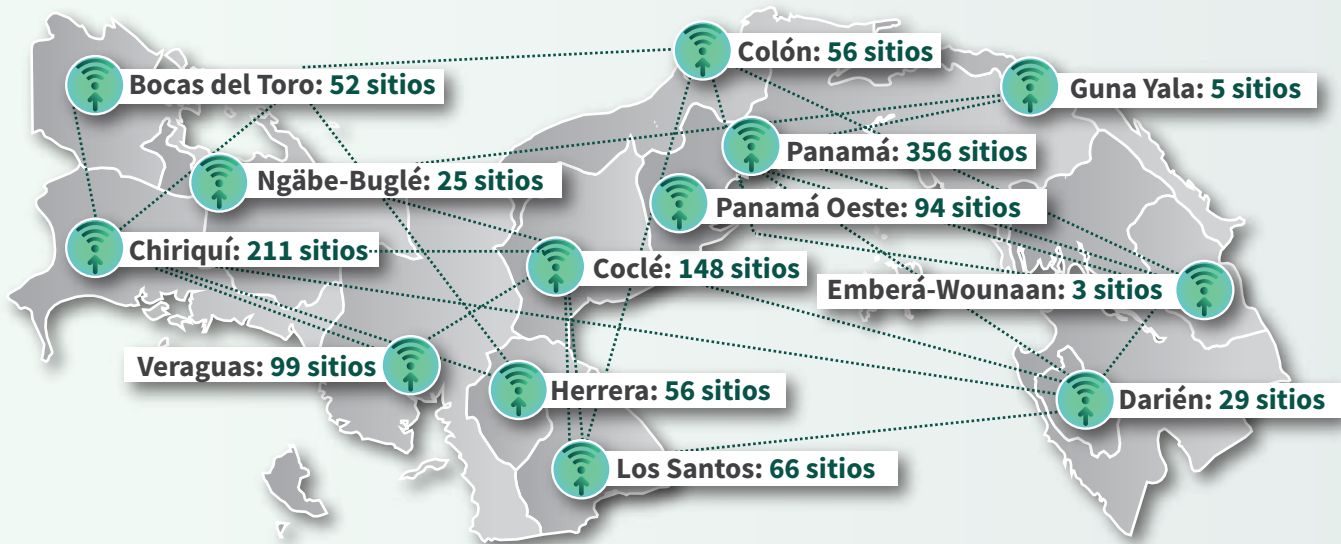 Colón: 56 sitios
Bocas del Toro: 52 sitios
Guna Yala: 5 sitios
Panamá: 356 sitios
Ngäbe-Buglé: 25 sitios
Panamá Oeste: 94 sitios
Chiriquí: 211 sitios
Coclé: 148 sitios
Emberá-Wounaan: 3 sitios
Veraguas: 99 sitios
Herrera: 56 sitios
Darién: 29 sitios
Los Santos: 66 sitios